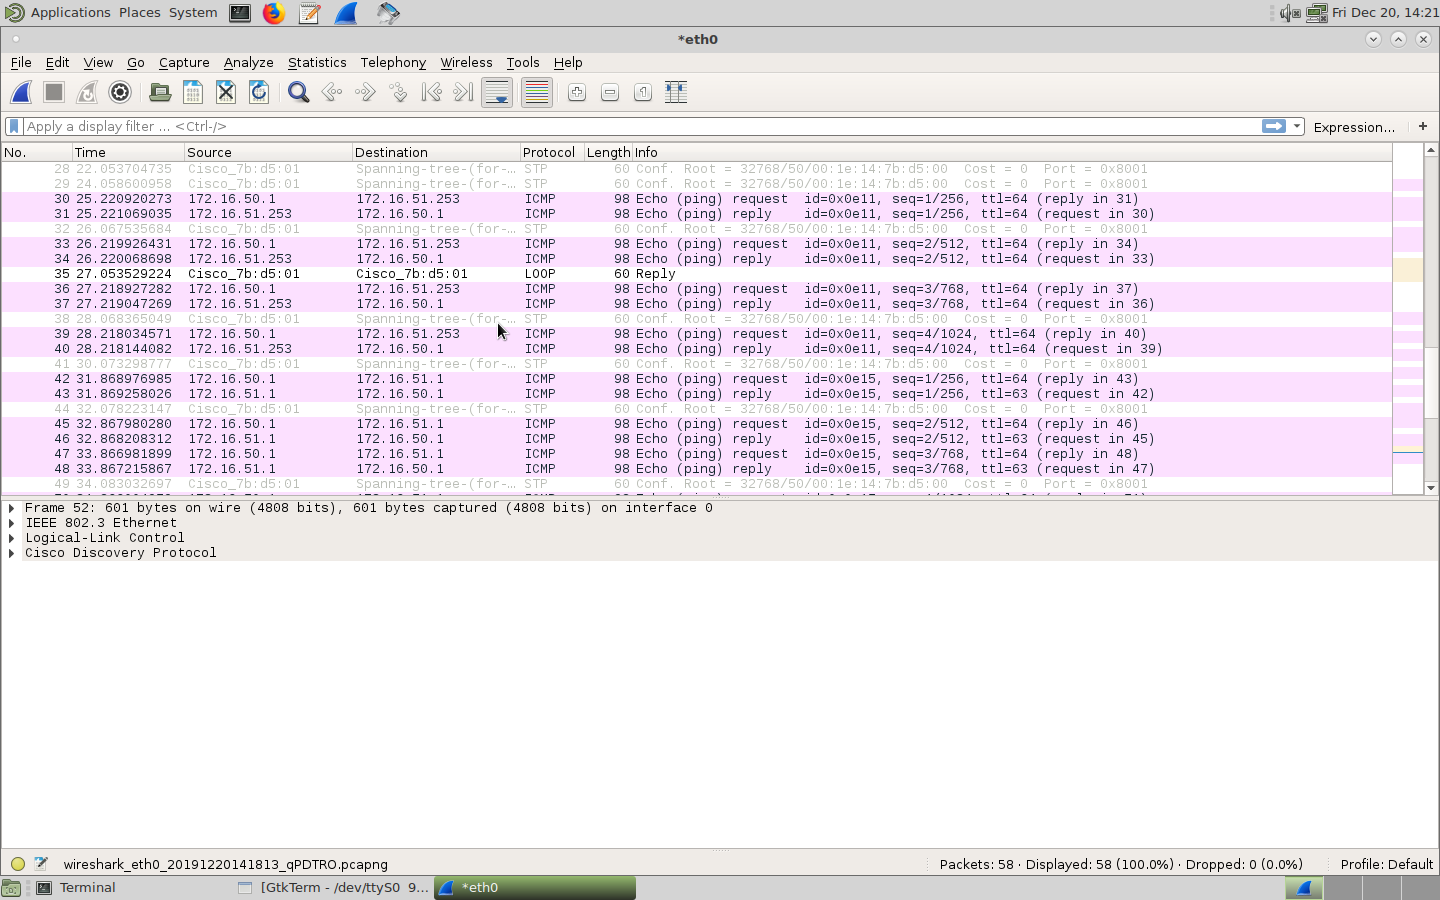 Applications Places System Fri Dec 20, 14:21
*eth0
File Edit View Go Capture Analyze Statistics Telephony Wireless Tools Help
Apply a display filter ... <Ctrl-/> Expression... +
No. Time Source Destination Protocol Length Info
28 22.053704735 Cisco_7b:d5:01 Spanning-tree-(for-… STP 60 Conf. Root = 32768/50/00:1e:14:7b:d5:00 Cost = 0 Port = 0x8001
29 24.058600958 Cisco_7b:d5:01 Spanning-tree-(for-… STP 60 Conf. Root = 32768/50/00:1e:14:7b:d5:00 Cost = 0 Port = 0x8001
30 25.220920273 172.16.50.1 172.16.51.253 ICMP 98 Echo (ping) request id=0x0e11, seq=1/256, ttl=64 (reply in 31)
31 25.221069035 172.16.51.253 172.16.50.1 ICMP 98 Echo (ping) reply id=0x0e11, seq=1/256, ttl=64 (request in 30)
32 26.067535684 Cisco_7b:d5:01 Spanning-tree-(for-… STP 60 Conf. Root = 32768/50/00:1e:14:7b:d5:00 Cost = 0 Port = 0x8001
33 26.219926431 172.16.50.1 172.16.51.253 ICMP 98 Echo (ping) request id=0x0e11, seq=2/512, ttl=64 (reply in 34)
34 26.220068698 172.16.51.253 172.16.50.1 ICMP 98 Echo (ping) reply id=0x0e11, seq=2/512, ttl=64 (request in 33)
35 27.053529224 Cisco_7b:d5:01 Cisco_7b:d5:01 LOOP 60 Reply
36 27.218927282 172.16.50.1 172.16.51.253 ICMP 98 Echo (ping) request id=0x0e11, seq=3/768, ttl=64 (reply in 37)
37 27.219047269 172.16.51.253 172.16.50.1 ICMP 98 Echo (ping) reply id=0x0e11, seq=3/768, ttl=64 (request in 36)
38 28.068365049 Cisco_7b:d5:01 Spanning-tree-(for-… STP 60 Conf. Root = 32768/50/00:1e:14:7b:d5:00 Cost = 0 Port = 0x8001
39 28.218034571 172.16.50.1 172.16.51.253 ICMP 98 Echo (ping) request id=0x0e11, seq=4/1024, ttl=64 (reply in 40)
40 28.218144082 172.16.51.253 172.16.50.1 ICMP 98 Echo (ping) reply id=0x0e11, seq=4/1024, ttl=64 (request in 39)
41 30.073298777 Cisco_7b:d5:01 Spanning-tree-(for-… STP 60 Conf. Root = 32768/50/00:1e:14:7b:d5:00 Cost = 0 Port = 0x8001
42 31.868976985 172.16.50.1 172.16.51.1 ICMP 98 Echo (ping) request id=0x0e15, seq=1/256, ttl=64 (reply in 43)
43 31.869258026 172.16.51.1 172.16.50.1 ICMP 98 Echo (ping) reply id=0x0e15, seq=1/256, ttl=63 (request in 42)
44 32.078223147 Cisco_7b:d5:01 Spanning-tree-(for-… STP 60 Conf. Root = 32768/50/00:1e:14:7b:d5:00 Cost = 0 Port = 0x8001
45 32.867980280 172.16.50.1 172.16.51.1 ICMP 98 Echo (ping) request id=0x0e15, seq=2/512, ttl=64 (reply in 46)
46 32.868208312 172.16.51.1 172.16.50.1 ICMP 98 Echo (ping) reply id=0x0e15, seq=2/512, ttl=63 (request in 45)
47 33.866981899 172.16.50.1 172.16.51.1 ICMP 98 Echo (ping) request id=0x0e15, seq=3/768, ttl=64 (reply in 48)
48 33.867215867 172.16.51.1 172.16.50.1 ICMP 98 Echo (ping) reply id=0x0e15, seq=3/768, ttl=63 (request in 47)
49 34.083032697 Cisco_7b:d5:01 Spanning-tree-(for-… STP 60 Conf. Root = 32768/50/00:1e:14:7b:d5:00 Cost = 0 Port = 0x8001
Frame 52: 601 bytes on wire (4808 bits), 601 bytes captured (4808 bits) on interface 0
IEEE 802.3 Ethernet
Logical-Link Control
Cisco Discovery Protocol
wireshark_eth0_20191220141813_qPDTRO.pcapng Packets: 58 · Displayed: 58 (100.0%) · Dropped: 0 (0.0%) Profile: Default
Terminal [GtkTerm - /dev/ttyS0 9... *eth0